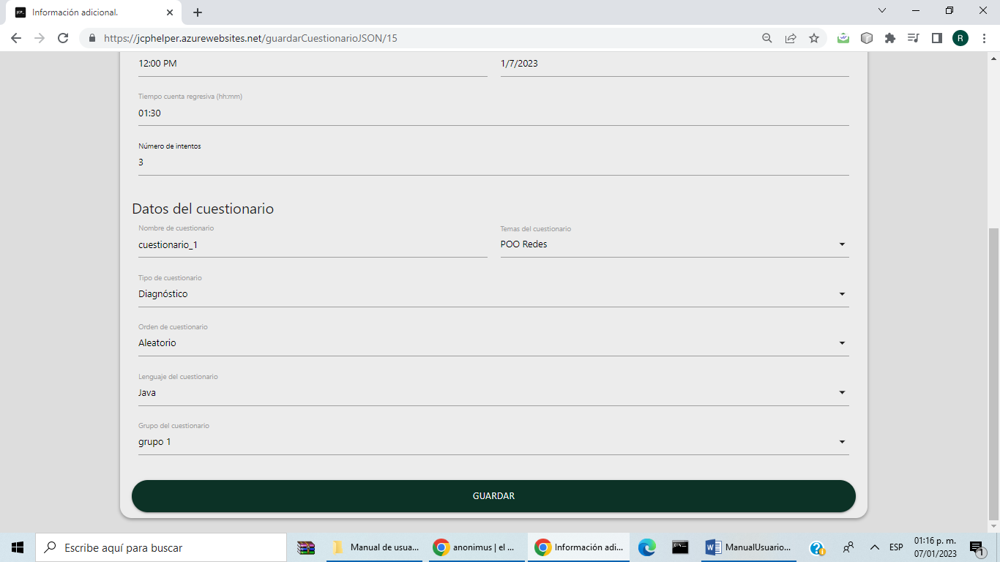 Información adicional.
https://jcphelper.azurewebsites.net/guardarCuestionarioJSON/15
R
12:00 PM
1/7/2023
Tiempo cuenta regresiva (hh:mm)
01:30
Número de intentos
3
Datos del cuestionario
Nombre de cuestionario
cuestionario_1
Temas del cuestionario
POO Redes
Tipo de cuestionario
Diagnóstico
Orden de cuestionario
Aleatorio
Lenguaje del cuestionario
Java
Grupo del cuestionario
grupo 1
GUARDAR
Escribe aquí para buscar
Manual de usua...
anonimus | el ...
Información adi...
ManualUsuario...
ESP
01:16 p. m.
07/01/2023
1